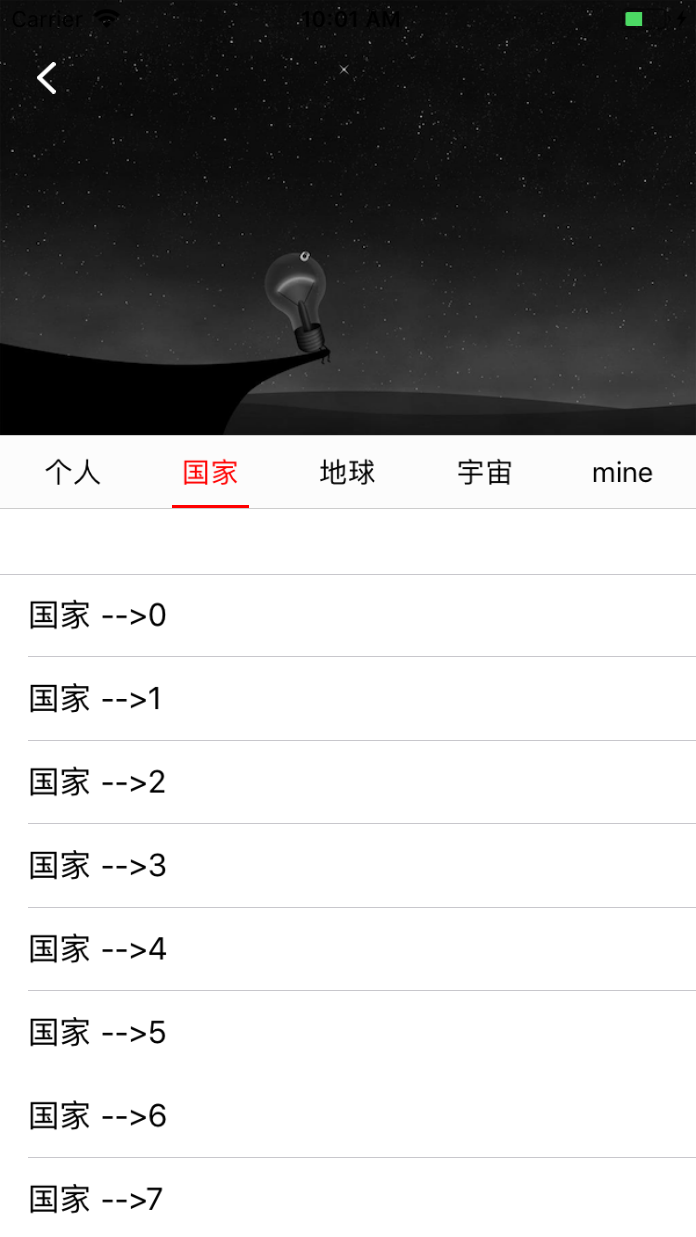 Carrier 10:01 AM
个人 国家 地球 宇宙 mine
国家 -->0
国家 -->1
国家 -->2
国家 -->3
国家 -->4
国家 -->5
国家 -->6
国家 -->7